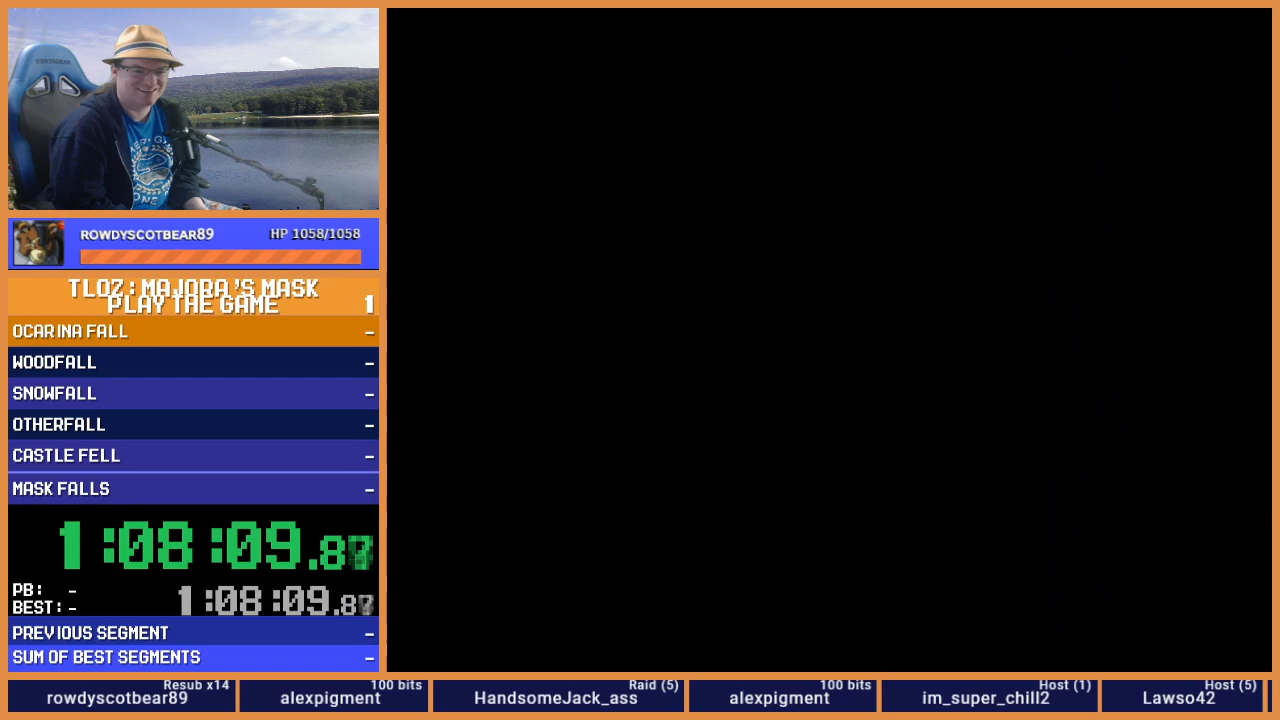 VERTAGEAR
ROWDYSCOTBEAR89 HP 1058/1058
TLOZ: MAJORA'S MASK
PLAY THE GAME 1
OCARINA FALL -
WOODFALL -
SNOWFALL -
OTHERFALL -
CASTLE FELL -
MASK FALLS -
1:08:09.87
PB: -
BEST: - 1:08:09.87
PREVIOUS SEGMENT -
SUM OF BEST SEGMENTS -
Resub x14
rowdyscotbear89
100 bits
alexpigment
Raid (5)
HandsomeJack_ass
100 bits
alexpigment
Host (1)
im_super_chill2
Host (5)
Lawso42